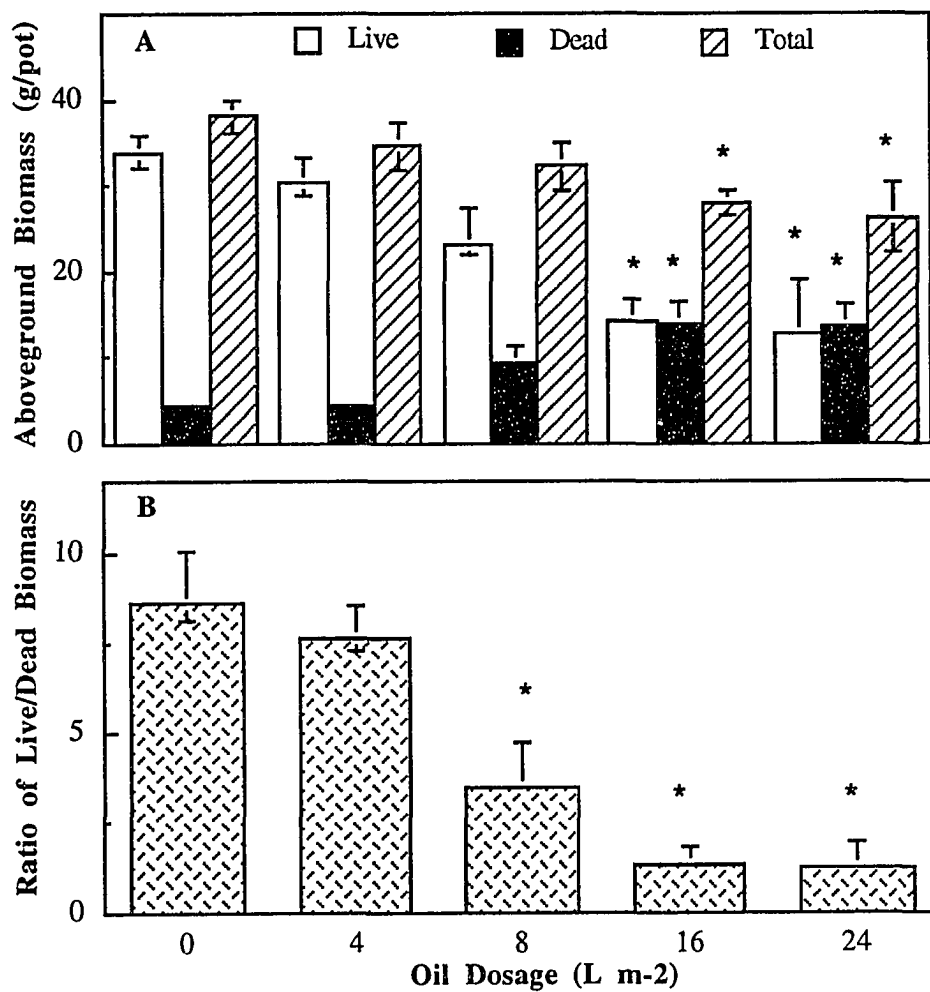 Aboveground Biomass (g/pot)
A
Live
Dead
Total
40
20
0
*
*
*
*
*
*
Ratio of Live/Dead Biomass
B
10
5
0
*
*
*
0 4 8 16 24
Oil Dosage (L m-2)